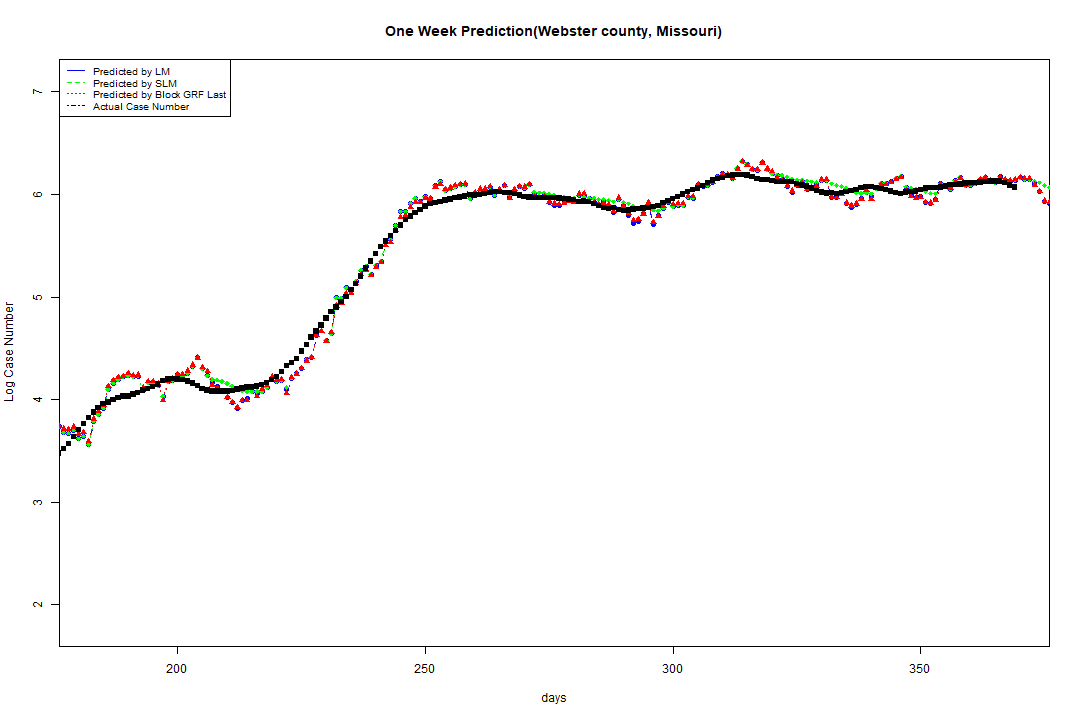 One Week Prediction(Webster county, Missouri)
Predicted by LM
Predicted by SLM
Predicted by Block GRF Last
Actual Case Number
7
6
5
4
3
2
Log Case Number
200 250 300 350
days